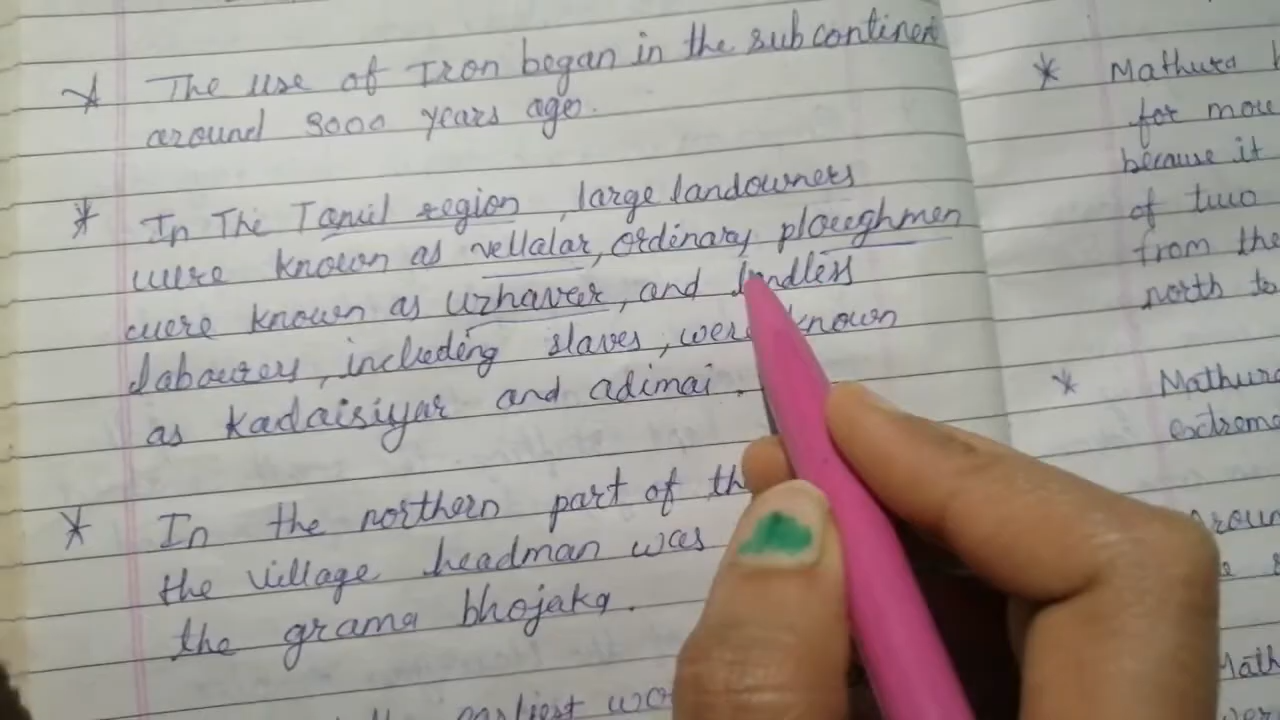 The use of Iron began in the subcontinent
around 3000 years ago.
In The Tamil region, large landowners
were known as vellalar, ordinary ploughmen
were known as uzhavar, and landless
labourers, including slaves, were known
as kadaisiyar and adimai.
In the northern part of
the village headman was
the grama bhojaka.
earliest
Mathura
for
because it
of two
from the
north to
Mathura